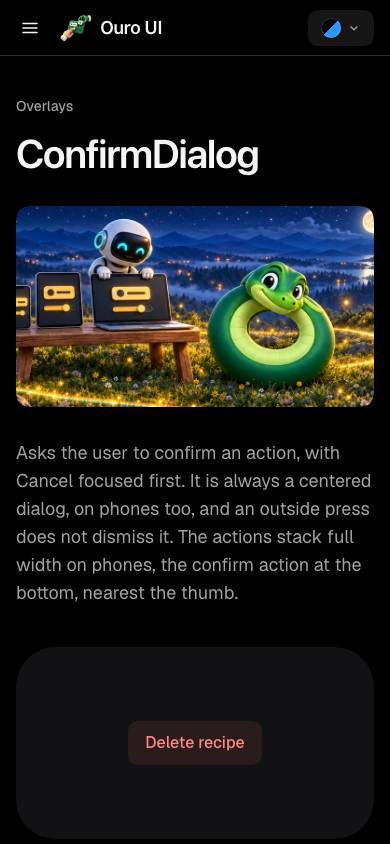 Ouro UI
Overlays
ConfirmDialog
Asks the user to confirm an action, with
Cancel focused first. It is always a centered
dialog, on phones too, and an outside press
does not dismiss it. The actions stack full
width on phones, the confirm action at the
bottom, nearest the thumb.
Delete recipe